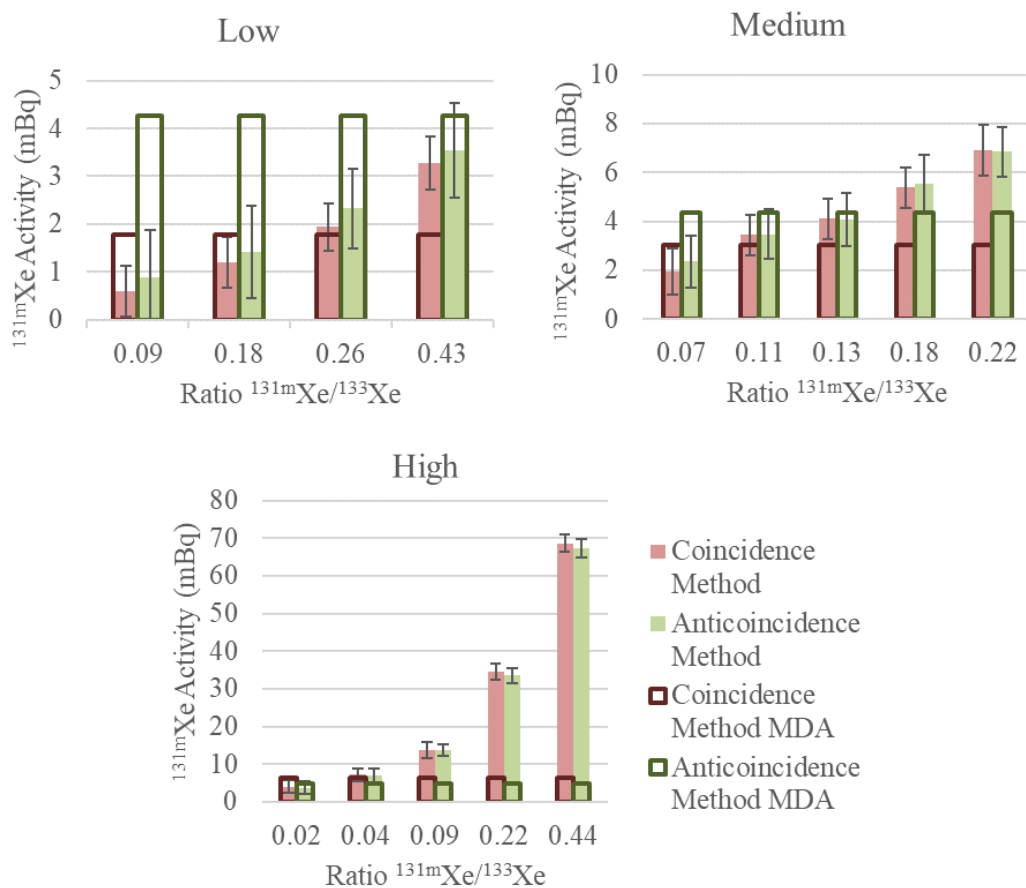 Low
5
4
3
2
1
0
¹³¹ᵐXe Activity (mBq)
0.09 0.18 0.26 0.43
Ratio ¹³¹ᵐXe/¹³³Xe
Medium
10
8
6
4
2
0
¹³¹ᵐXe Activity (mBq)
0.07 0.11 0.13 0.18 0.22
Ratio ¹³¹ᵐXe/¹³³Xe
High
80
70
60
50
40
30
20
10
0
¹³¹ᵐXe Activity (mBq)
0.02 0.04 0.09 0.22 0.44
Ratio ¹³¹ᵐXe/¹³³Xe
Coincidence
Method
Anticoincidence
Method
Coincidence
Method MDA
Anticoincidence
Method MDA